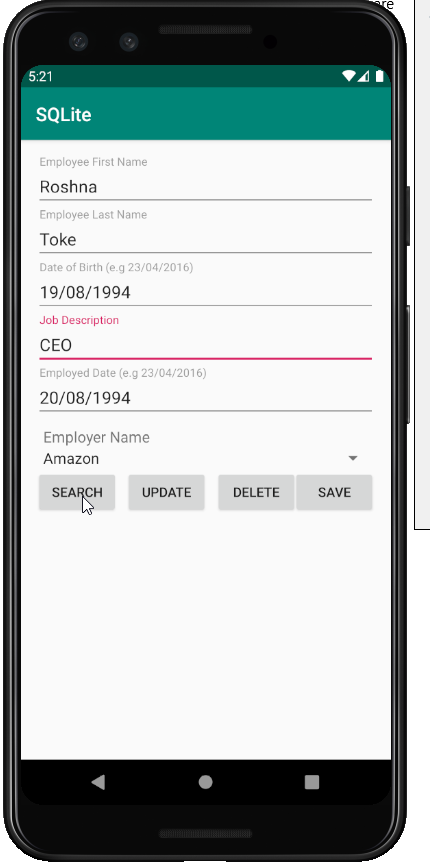 5:21
SQLite
Employee First Name
Roshna
Employee Last Name
Toke
Date of Birth (e.g 23/04/2016)
19/08/1994
Job Description
CEO
Employed Date (e.g 23/04/2016)
20/08/1994
Employer Name
Amazon
SEARCH UPDATE DELETE SAVE